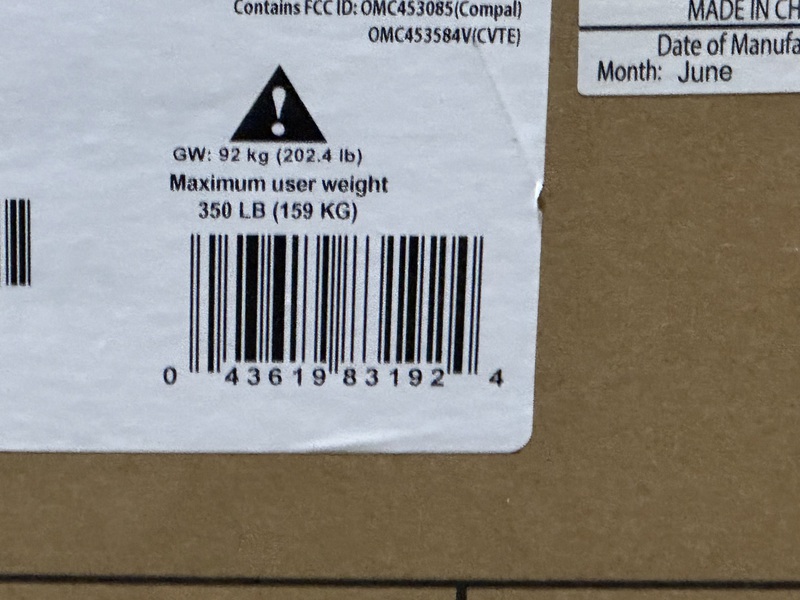 Contains FCC ID: OMC453085(Compal)
OMC453584V(CVTE)
GW: 92 kg (202.4 lb)
Maximum user weight
350 LB (159 KG)
0 43619 83192 4
MADE IN CH
Date of Manufa
Month: June